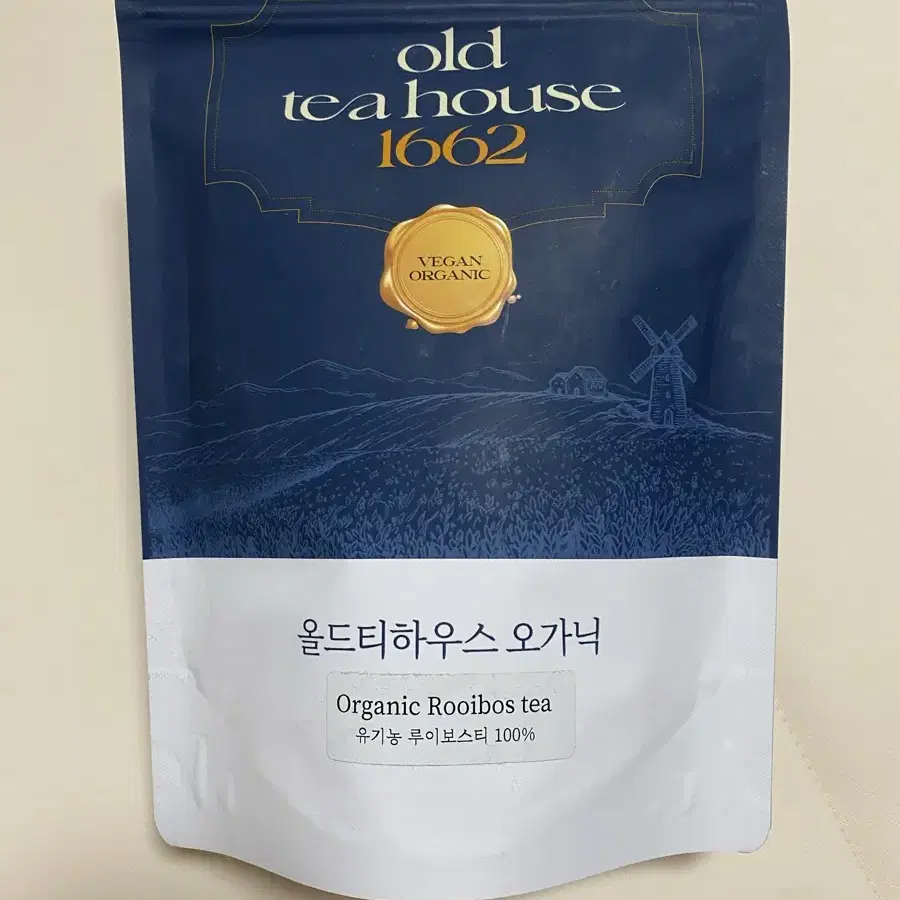 old
tea house
1662
VEGAN
ORGANIC
올드티하우스 오가닉
Organic Rooibos tea
유기농 루이보스티 100%